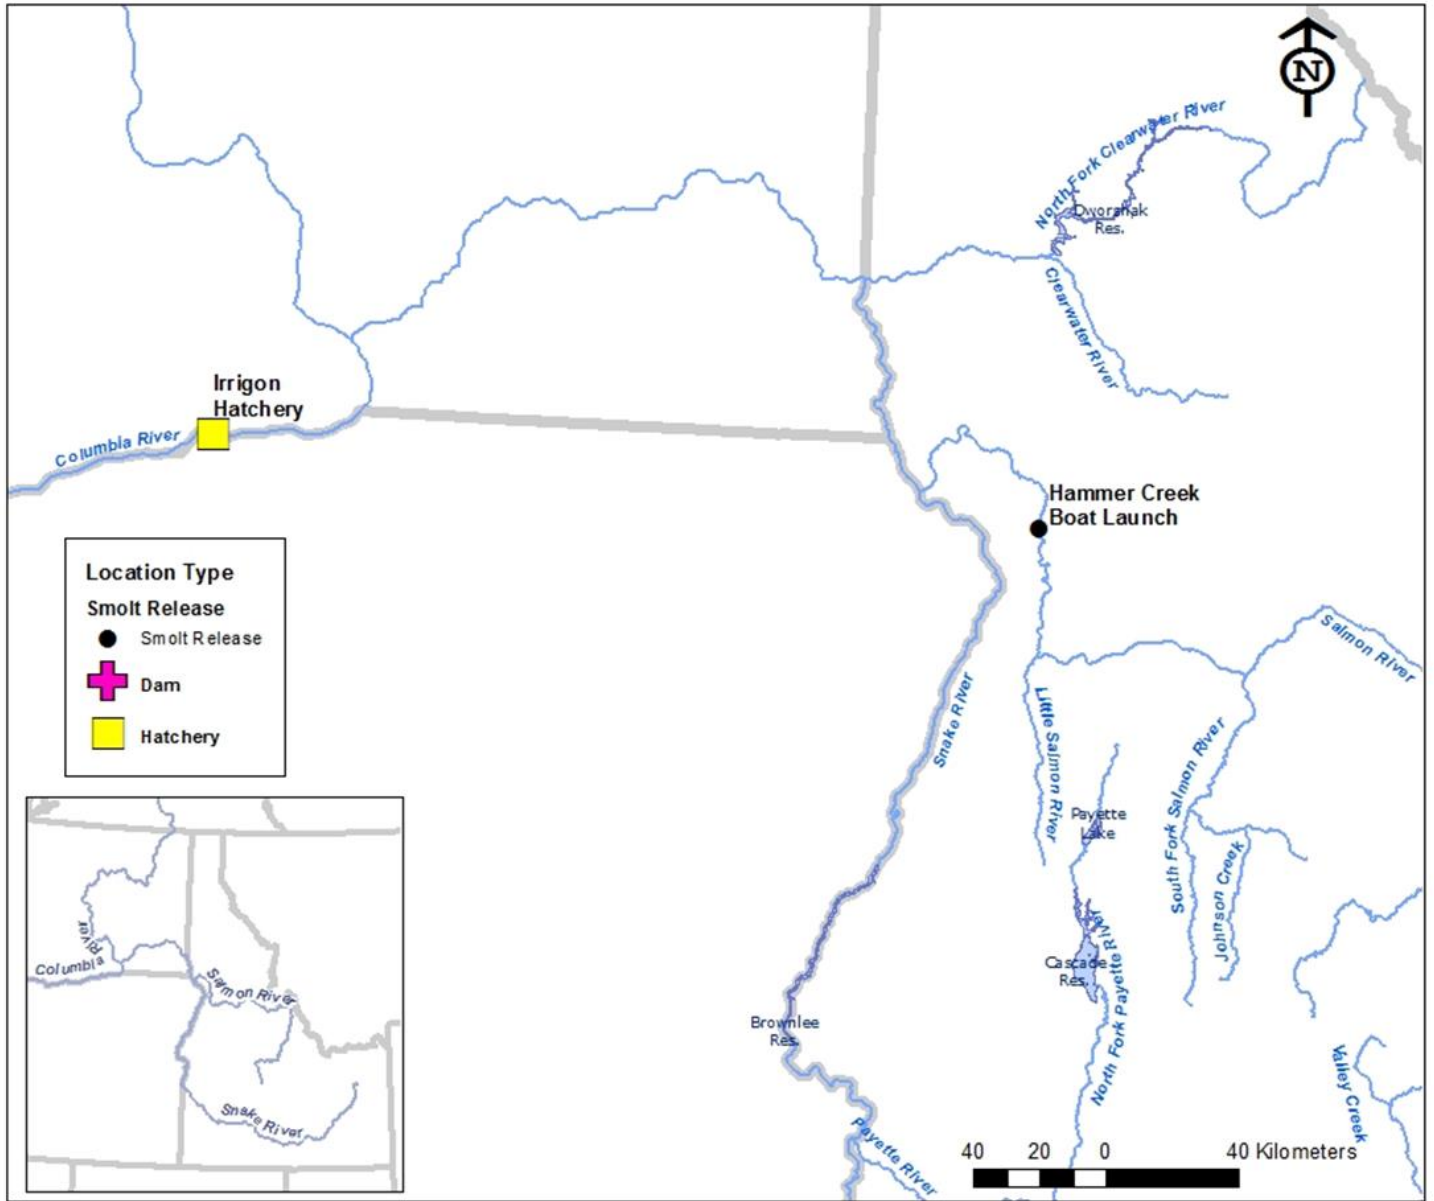 N
North Fork Clearwater River
Dworshak
Res.
Clearwater River
Irrigon
Hatchery
Columbia River
Hammer Creek
Boat Launch
Location Type
Smolt Release
Smolt Release
Dam
Hatchery
Salmon River
Snake River
Little Salmon River
South Fork Salmon River
Payette
Lake
Johnson Creek
Cascade
Res.
North Fork Payette River
Brownlee
Res.
Valley Creek
Payette River
Columbia
River
Salmon River
Snake River
40 20 0 40 Kilometers